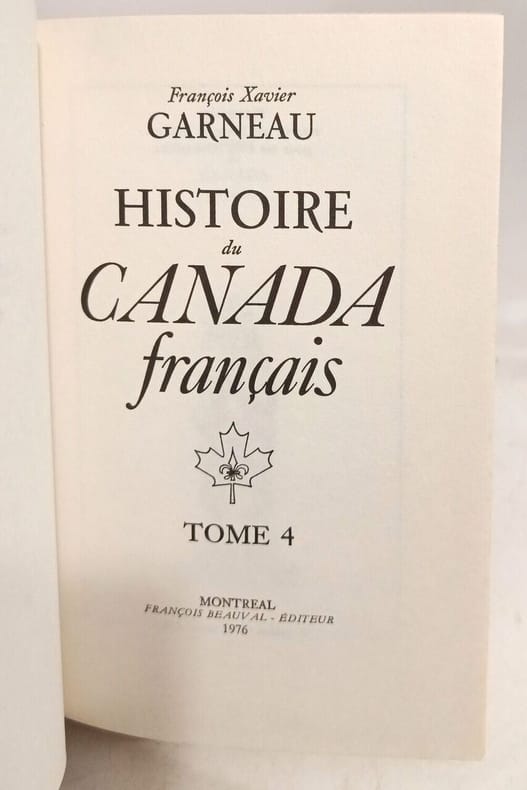 François Xavier
GARNEAU
HISTOIRE
du
CANADA
français
TOME 4
MONTREAL
FRANÇOIS BEAUVAL - ÉDITEUR
1976